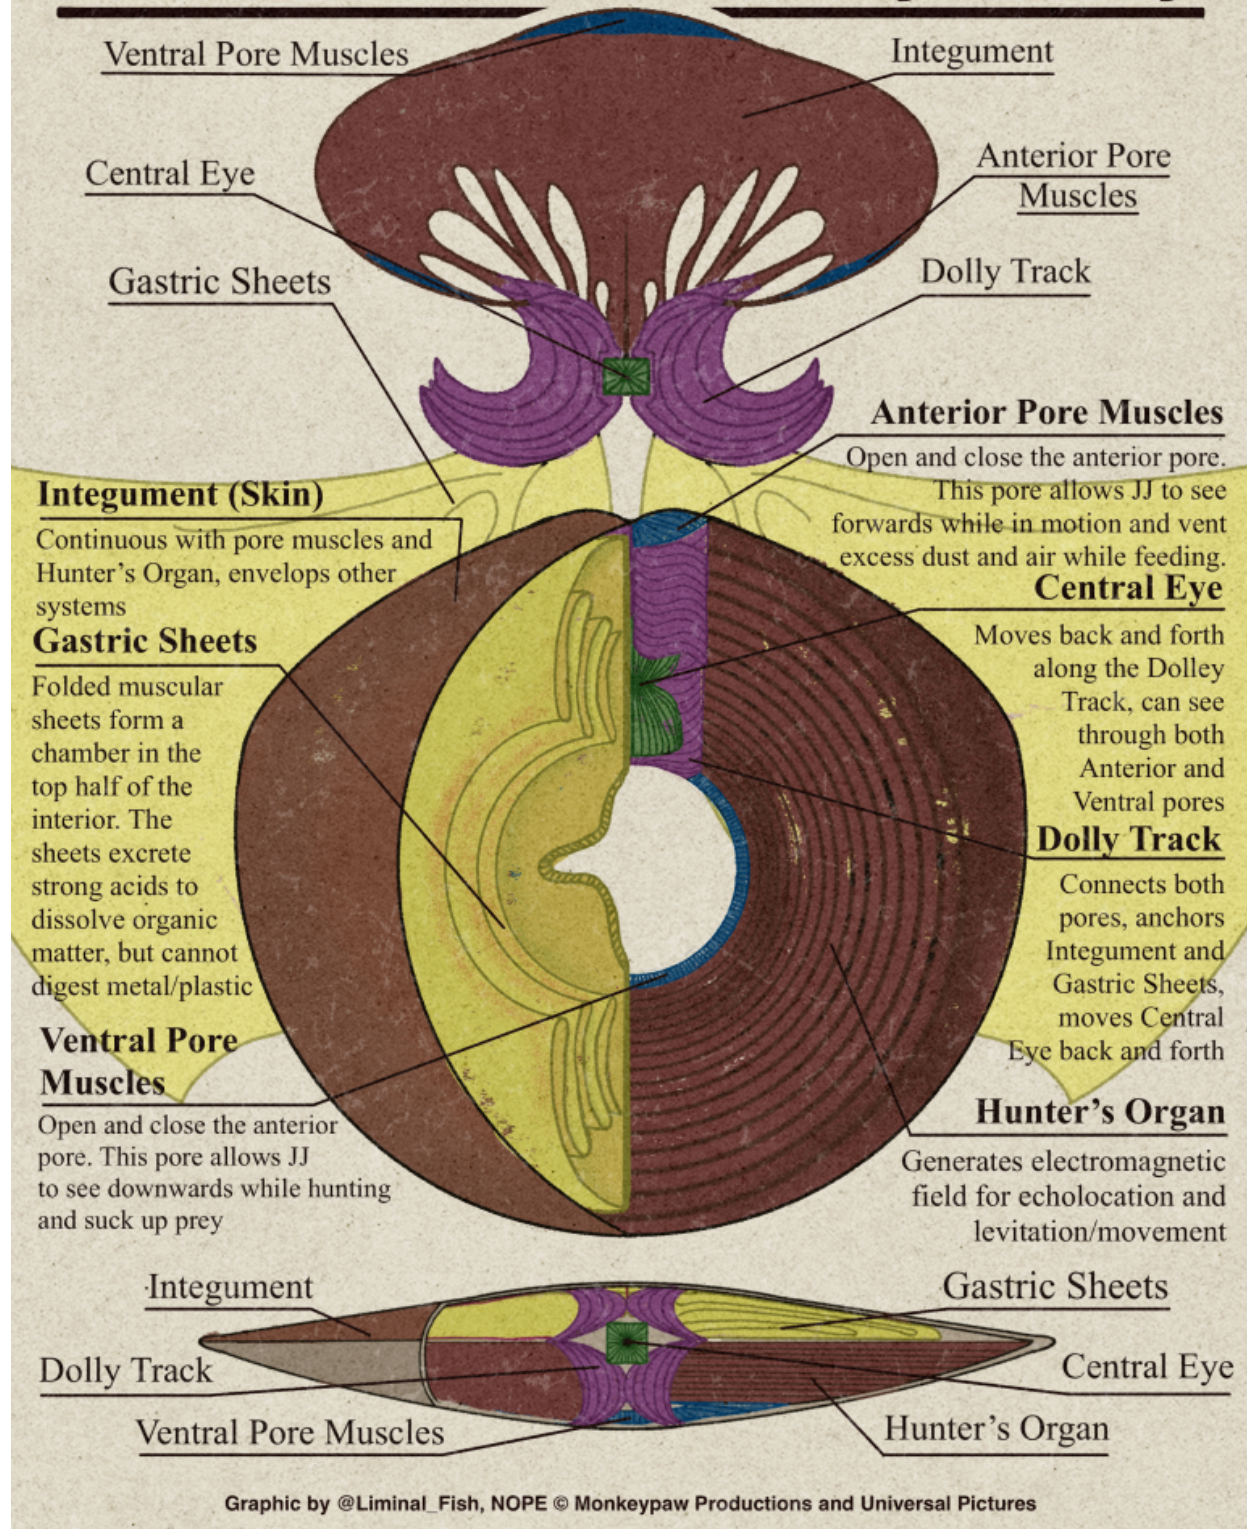 Ventral Pore Muscles
Integument
Central Eye
Anterior Pore
Muscles
Gastric Sheets
Dolly Track
Anterior Pore Muscles
Open and close the anterior pore.
This pore allows JJ to see
forwards while in motion and vent
excess dust and air while feeding.
Integument (Skin)
Continuous with pore muscles and
Hunter's Organ, envelops other
systems
Central Eye
Moves back and forth
along the Dolley
Track, can see
through both
Anterior and
Ventral pores
Gastric Sheets
Folded muscular
sheets form a
chamber in the
top half of the
interior. The
sheets excrete
strong acids to
dissolve organic
matter, but cannot
digest metal/plastic
Dolly Track
Connects both
pores, anchors
Integument and
Gastric Sheets,
moves Central
Eye back and forth
Ventral Pore
Muscles
Open and close the anterior
pore. This pore allows JJ
to see downwards while hunting
and suck up prey
Hunter's Organ
Generates electromagnetic
field for echolocation and
levitation/movement
Integument
Gastric Sheets
Dolly Track
Central Eye
Ventral Pore Muscles
Hunter's Organ
Graphic by @Liminal_Fish, NOPE © Monkeypaw Productions and Universal Pictures